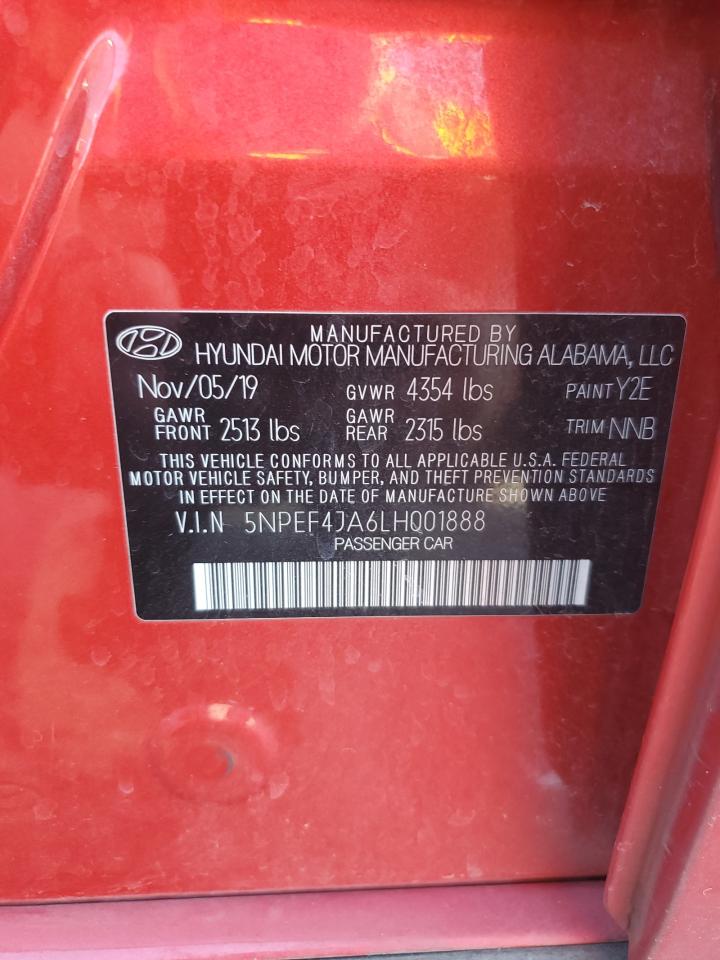 MANUFACTURED BY
HYUNDAI MOTOR MANUFACTURING ALABAMA, LLC
Nov/05/19 GVWR 4354 lbs PAINT Y2E
GAWR FRONT 2513 lbs GAWR REAR 2315 lbs TRIM NNB
THIS VEHICLE CONFORMS TO ALL APPLICABLE U.S.A. FEDERAL
MOTOR VEHICLE SAFETY, BUMPER, AND THEFT PREVENTION STANDARDS
IN EFFECT ON THE DATE OF MANUFACTURE SHOWN ABOVE
V.I.N 5NPEF4JA6LH001888
PASSENGER CAR